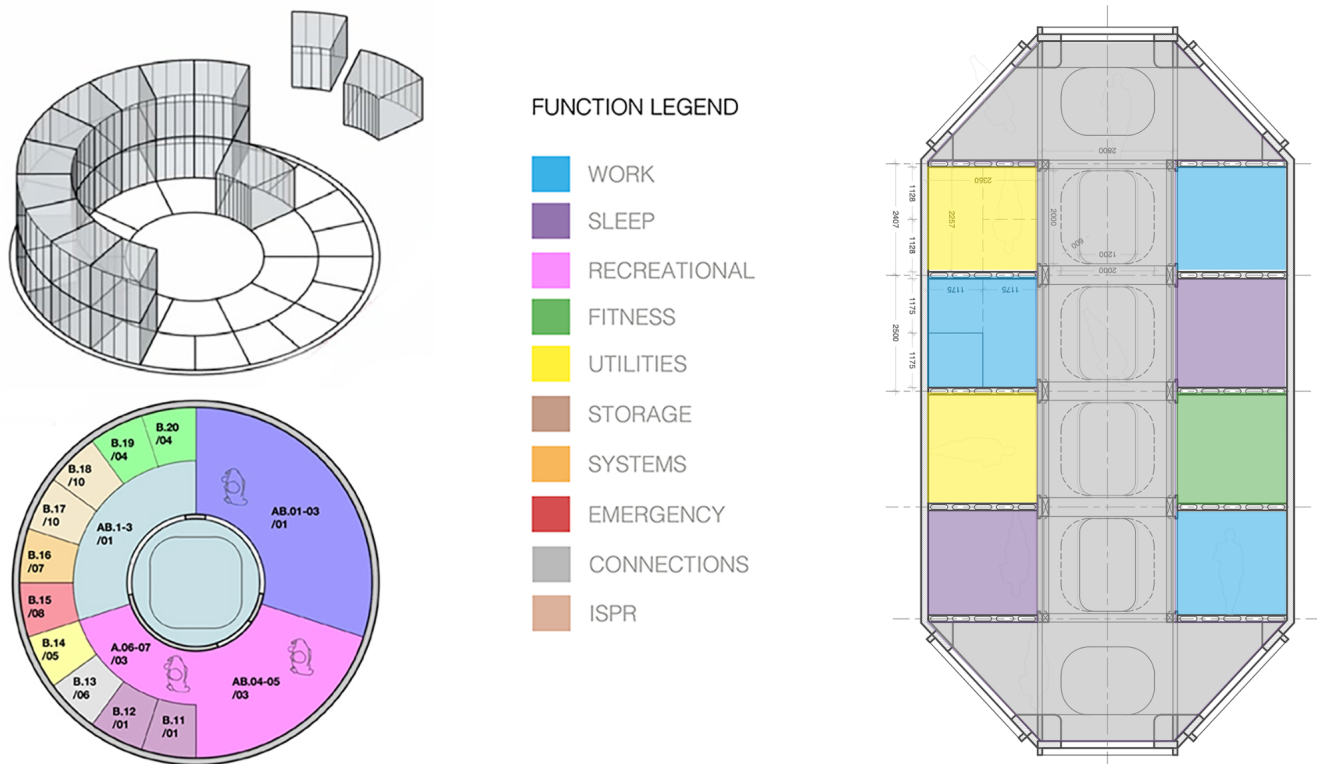 FUNCTION LEGEND
WORK
SLEEP
RECREATIONAL
FITNESS
UTILITIES
STORAGE
SYSTEMS
EMERGENCY
CONNECTIONS
ISPR
B.20
/04
B.19
/04
B.18
/10
B.17
/10
B.16
/07
B.15
/08
B.14
/05
B.13
/06
B.12
/01
B.11
/01
AB.1-3
/01
AB.01-03
/01
A.06-07
/03
AB.04-05
/03
2800
2350
1128
2257
2407
1128
2000
600
1200
2000
1175
1175
1175
2500
1175